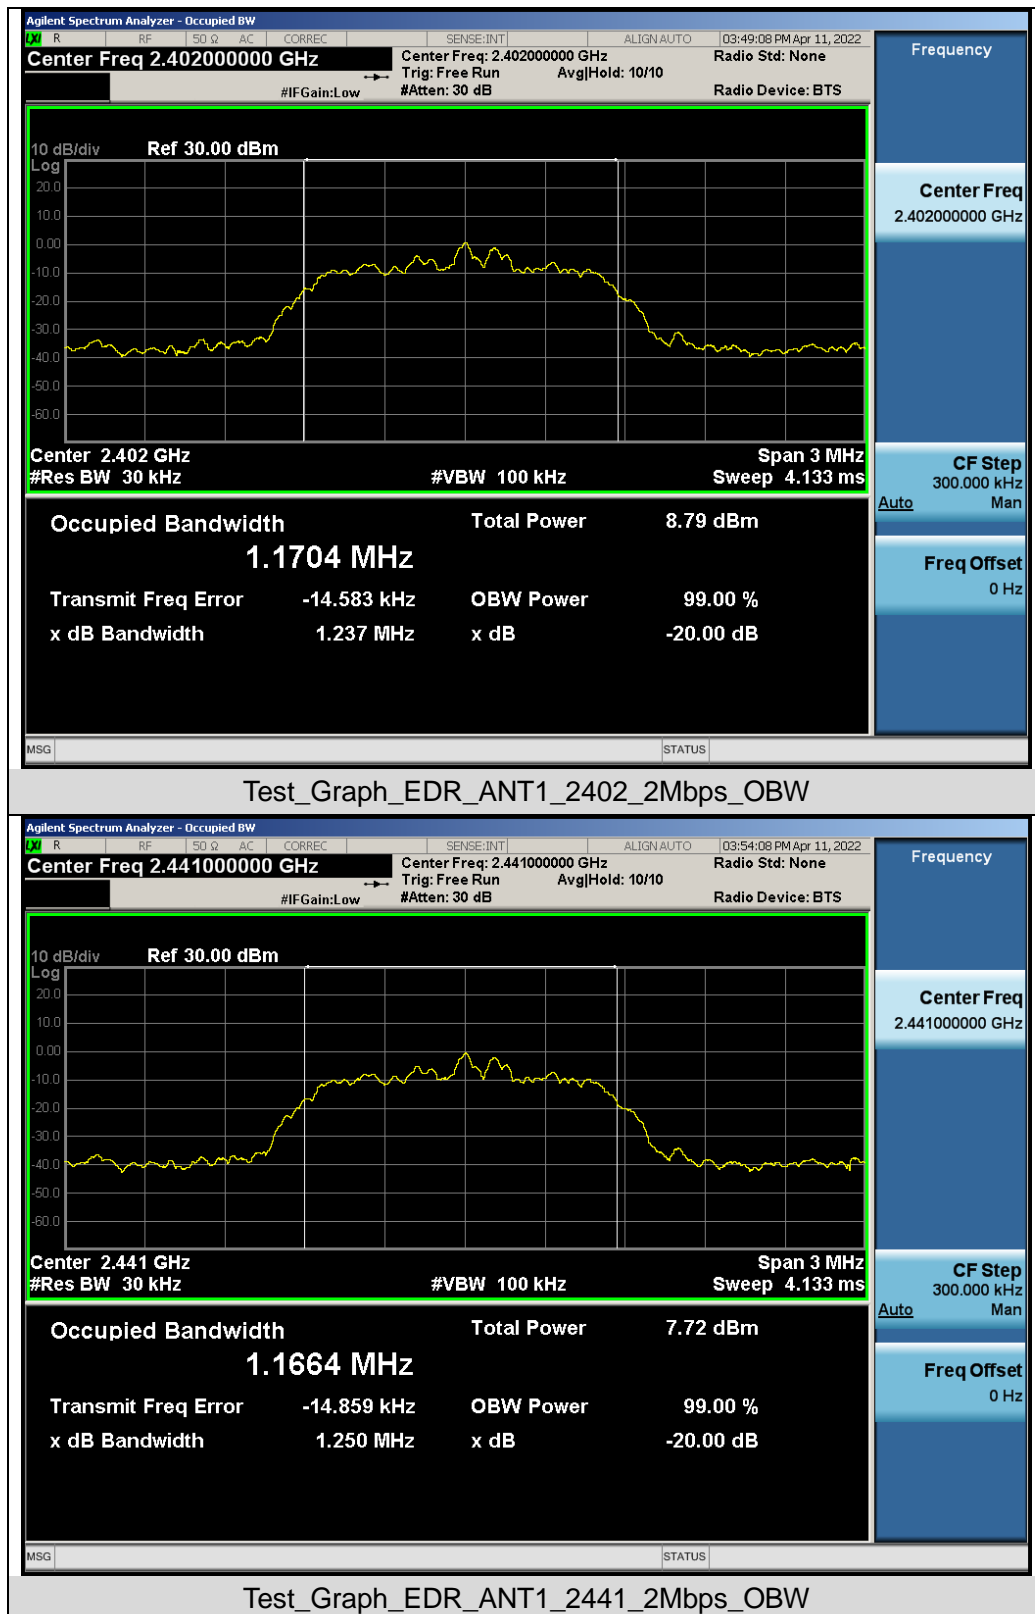 Agilent Spectrum Analyzer - Occupied BW
LXI R RF 50 Ω AC CORREC SENSE:INT ALIGN AUTO 03:49:08 PM Apr 11, 2022
Center Freq 2.402000000 GHz Center Freq: 2.402000000 GHz Radio Std: None Frequency
Trig: Free Run Avg|Hold: 10/10
#IFGain:Low #Atten: 30 dB Radio Device: BTS
10 dB/div Ref 30.00 dBm
Log
20.0
10.0
0.00
-10.0
-20.0
-30.0
-40.0
-50.0
-60.0
Center Freq
2.402000000 GHz
Center 2.402 GHz Span 3 MHz
#Res BW 30 kHz #VBW 100 kHz Sweep 4.133 ms
CF Step
300.000 kHz
Auto Man
Occupied Bandwidth Total Power 8.79 dBm
1.1704 MHz
Freq Offset
0 Hz
Transmit Freq Error -14.583 kHz OBW Power 99.00 %
x dB Bandwidth 1.237 MHz x dB -20.00 dB
MSG STATUS
Test_Graph_EDR_ANT1_2402_2Mbps_OBW
Agilent Spectrum Analyzer - Occupied BW
LXI R RF 50 Ω AC CORREC SENSE:INT ALIGN AUTO 03:54:08 PM Apr 11, 2022
Center Freq 2.441000000 GHz Center Freq: 2.441000000 GHz Radio Std: None Frequency
Trig: Free Run Avg|Hold: 10/10
#IFGain:Low #Atten: 30 dB Radio Device: BTS
10 dB/div Ref 30.00 dBm
Log
20.0
10.0
0.00
-10.0
-20.0
-30.0
-40.0
-50.0
-60.0
Center Freq
2.441000000 GHz
Center 2.441 GHz Span 3 MHz
#Res BW 30 kHz #VBW 100 kHz Sweep 4.133 ms
CF Step
300.000 kHz
Auto Man
Occupied Bandwidth Total Power 7.72 dBm
1.1664 MHz
Freq Offset
0 Hz
Transmit Freq Error -14.859 kHz OBW Power 99.00 %
x dB Bandwidth 1.250 MHz x dB -20.00 dB
MSG STATUS
Test_Graph_EDR_ANT1_2441_2Mbps_OBW